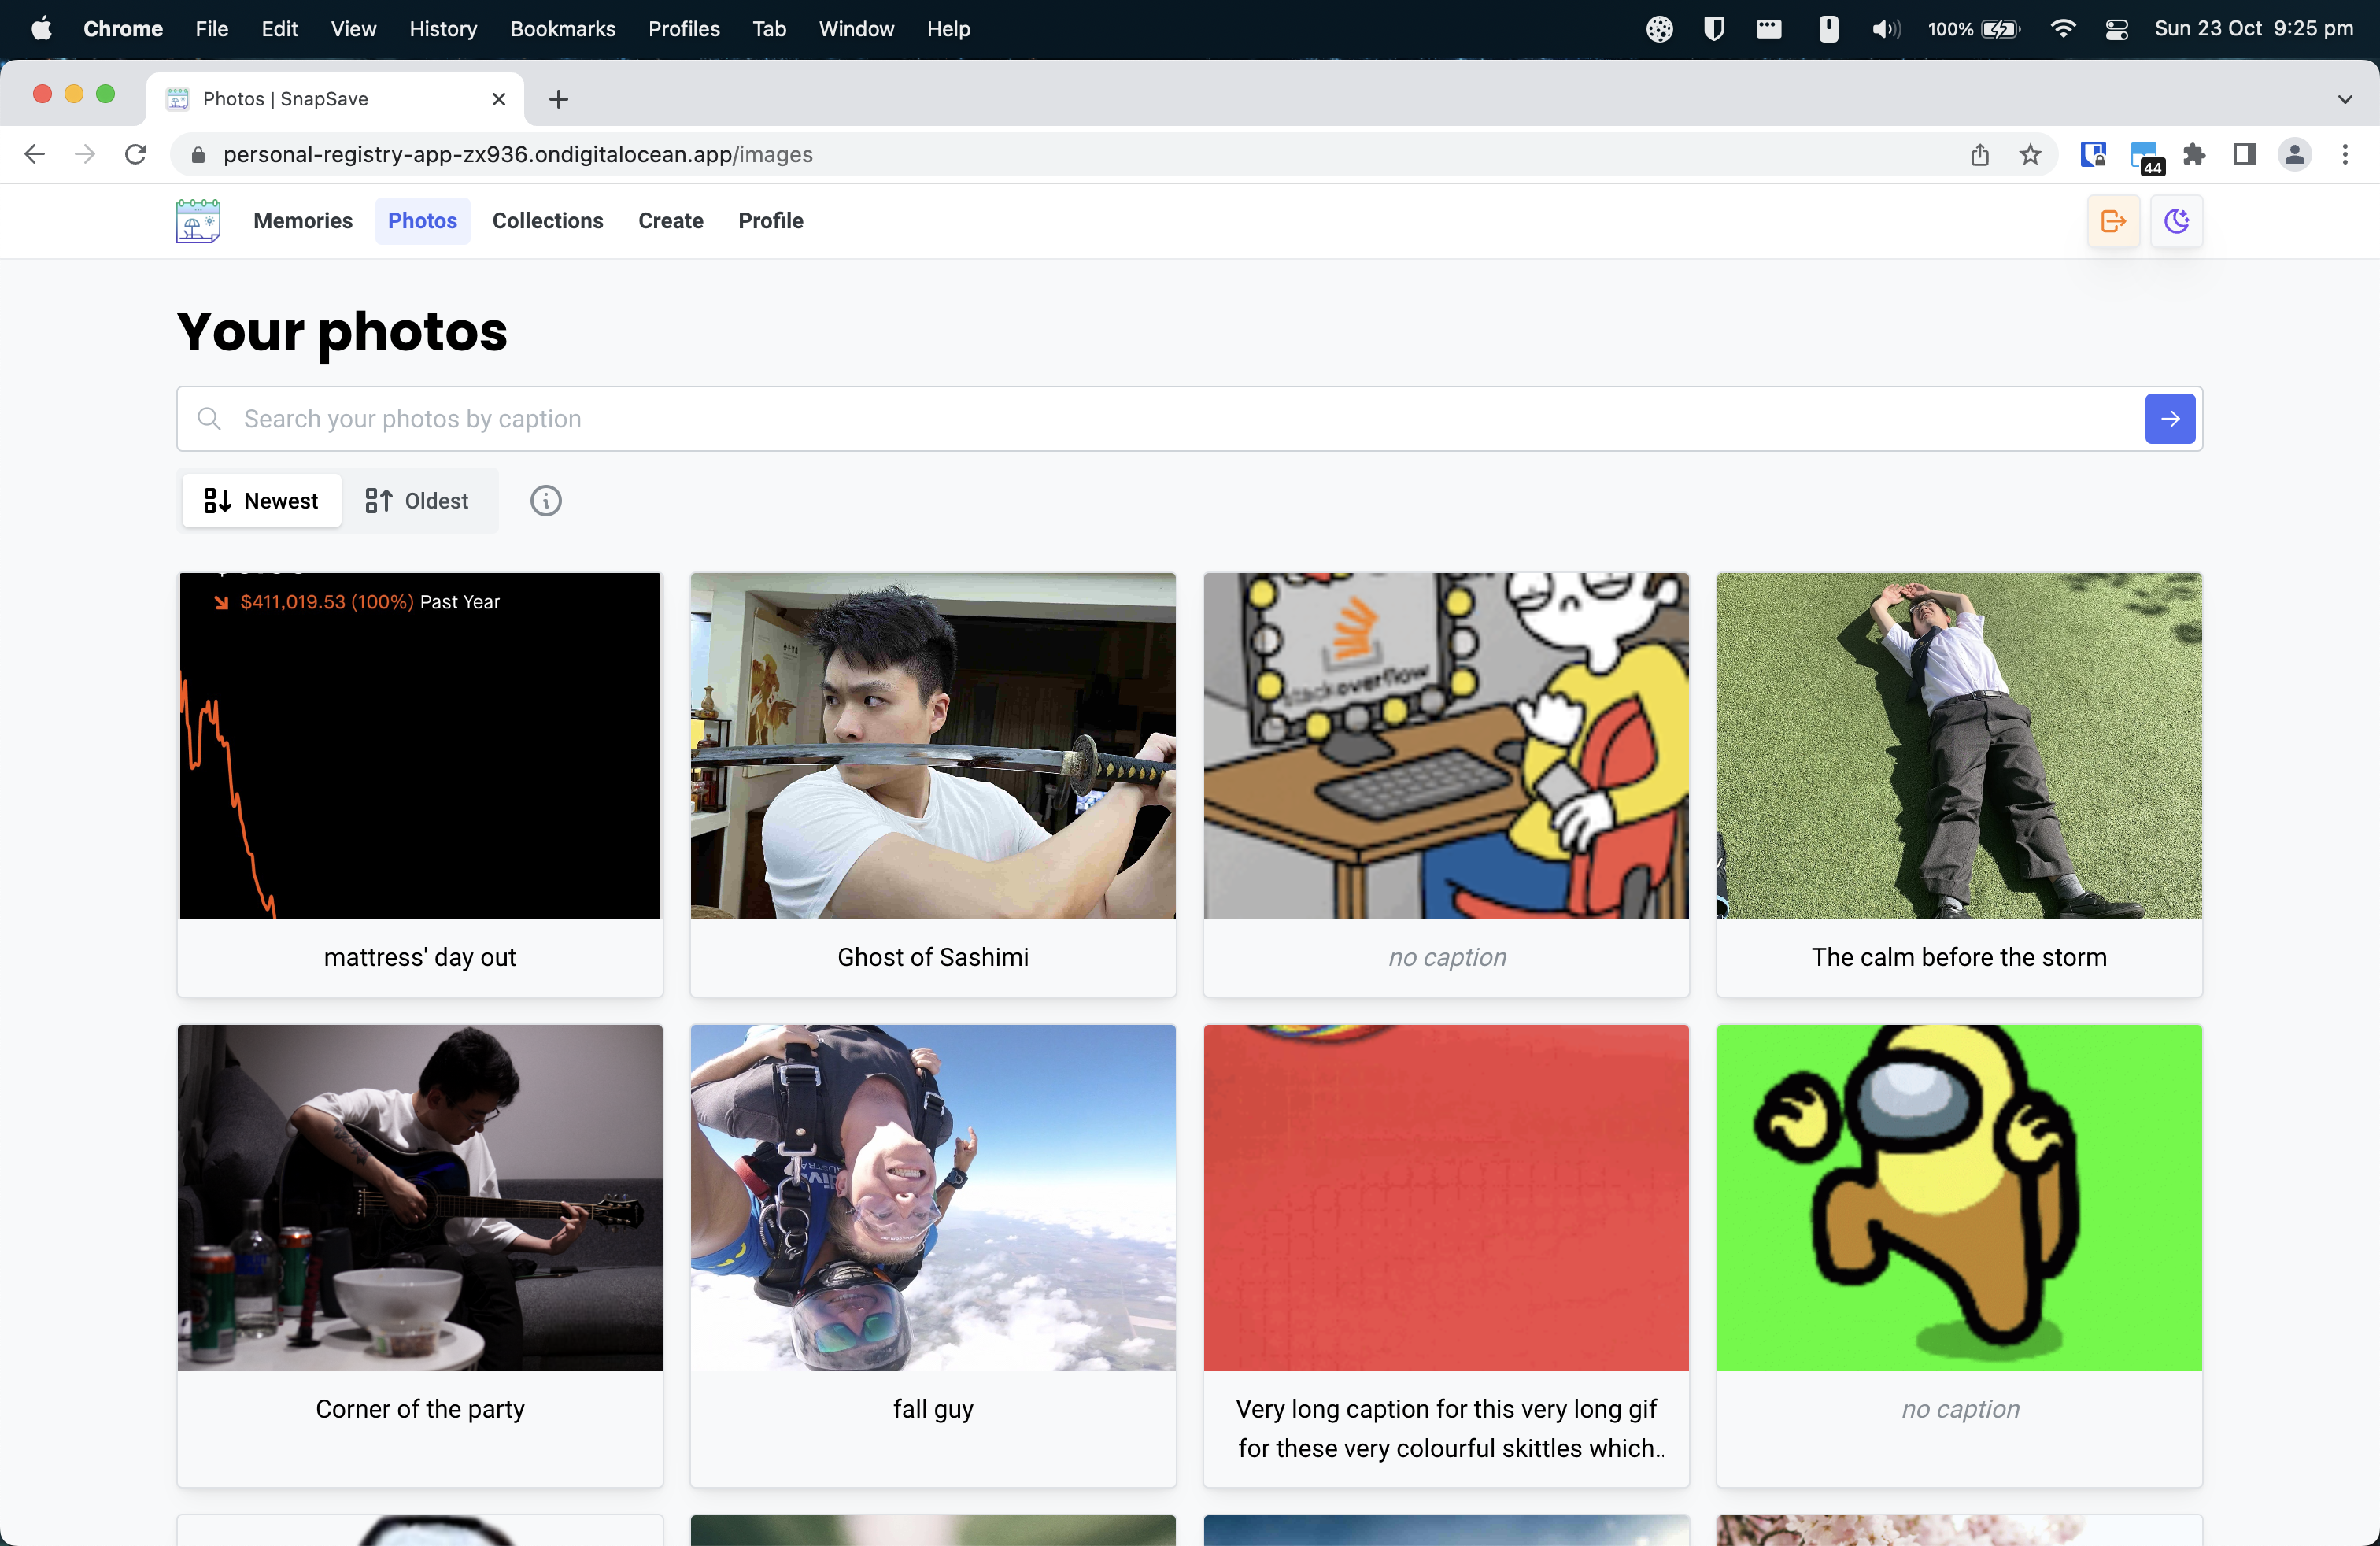 Chrome File Edit View History Bookmarks Profiles Tab Window Help 100% Sun 23 Oct 9:25 pm
Photos | SnapSave
personal-registry-app-zx936.ondigitalocean.app/images
44
Memories Photos Collections Create Profile
Your photos
Search your photos by caption
Newest Oldest
$411,019.53 (100%) Past Year
stackoverflow
mattress' day out
Ghost of Sashimi
no caption
The calm before the storm
Corner of the party
fall guy
Very long caption for this very long gif
for these very colourful skittles which..
no caption